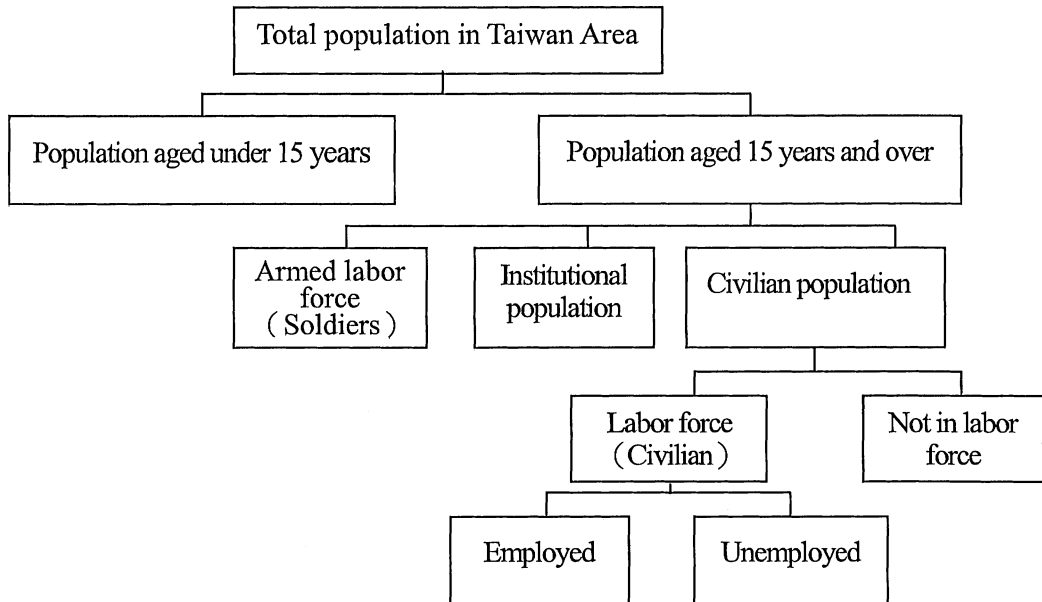 Total population in Taiwan Area
Population aged under 15 years
Population aged 15 years and over
Armed labor
force
（Soldiers）
Institutional
population
Civilian population
Labor force
（Civilian）
Not in labor
force
Employed
Unemployed